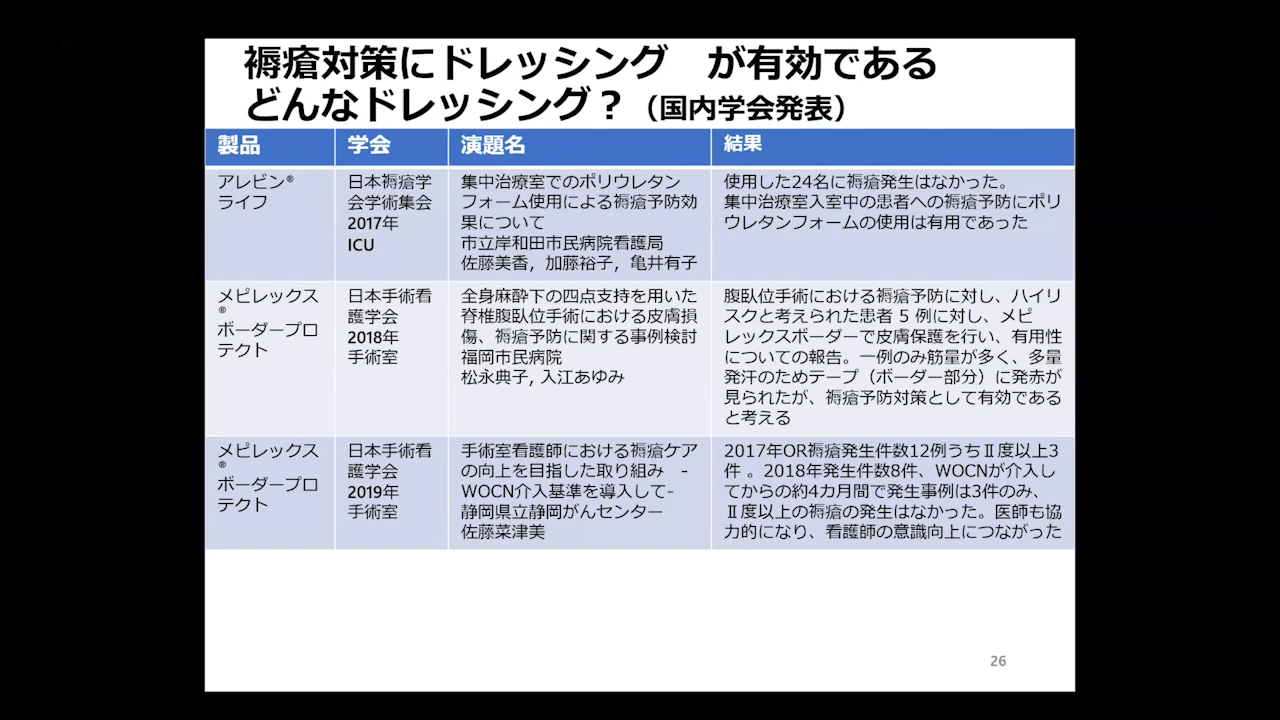 褥瘡対策にドレッシング　が有効である
どんなドレッシング？（国内学会発表）
製品
学会
演題名
結果
アレビン®
ライフ
日本褥瘡学
会学術集会
2017年
ICU
集中治療室でのポリウレタン
フォーム使用による褥瘡予防効
果について
市立岸和田市民病院看護局
佐藤美香，加藤裕子，亀井有子
使用した24名に褥瘡発生はなかった。
集中治療室入室中の患者への褥瘡予防にポリ
ウレタンフォームの使用は有用であった
メピレックス
®
ボーダープロ
テクト
日本手術看
護学会
2018年
手術室
全身麻酔下の四点支持を用いた
脊椎腹臥位手術における皮膚損
傷、褥瘡予防に関する事例検討
福岡市民病院
松永典子, 入江あゆみ
腹臥位手術における褥瘡予防に対し、ハイリ
スクと考えられた患者 5 例に対し、メピ
レックスボーダーで皮膚保護を行い、有用性
についての報告。一例のみ筋量が多く、多量
発汗のためテープ（ボーダー部分）に発赤が
見られたが、褥瘡予防対策として有効である
と考える
メピレックス
®
ボーダープロ
テクト
日本手術看
護学会
2019年
手術室
手術室看護師における褥瘡ケア
の向上を目指した取り組み　-
WOCN介入基準を導入して-
静岡県立静岡がんセンター
佐藤菜津美
2017年OR褥瘡発生件数12例うちⅡ度以上3
件 。2018年発生件数8件、WOCNが介入し
てからの約4カ月間で発生事例は3件のみ、
Ⅱ度以上の褥瘡の発生はなかった。医師も協
力的になり、看護師の意識向上につながった
26